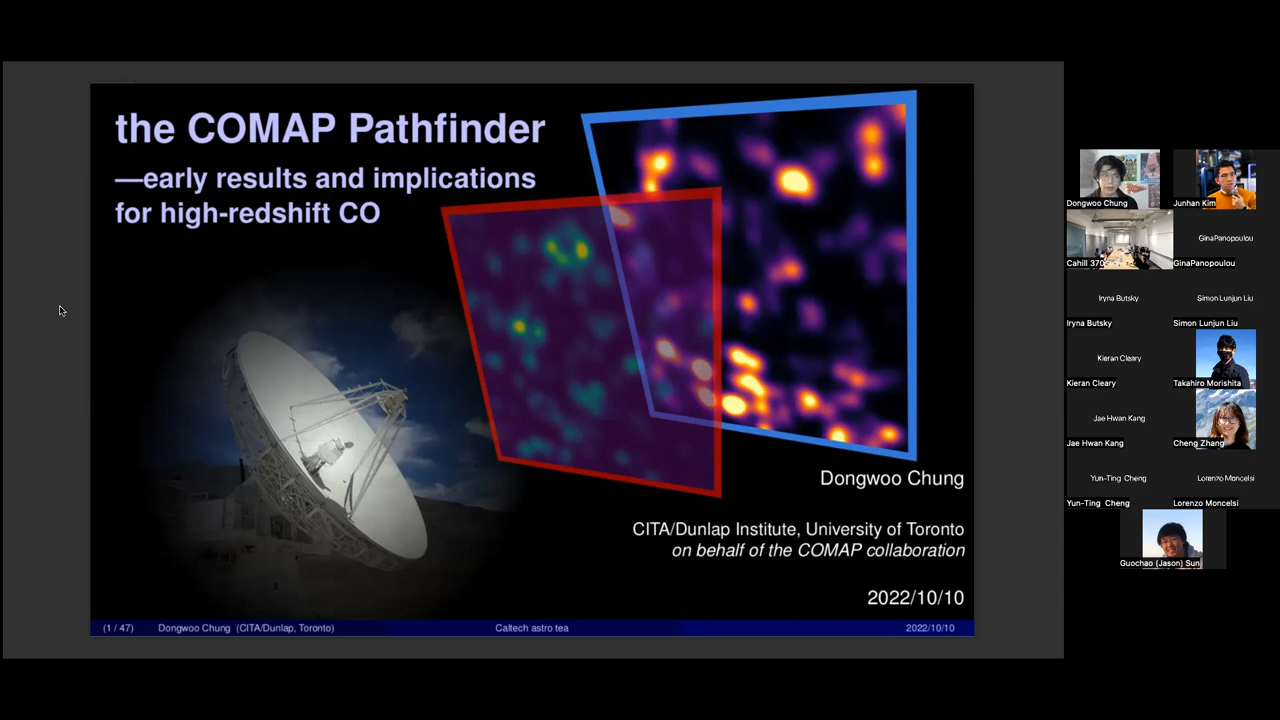 the COMAP Pathfinder
—early results and implications
for high-redshift CO
Dongwoo Chung
CITA/Dunlap Institute, University of Toronto
on behalf of the COMAP collaboration
2022/10/10
(1 / 47) Dongwoo Chung (CITA/Dunlap, Toronto) Caltech astro tea 2022/10/10
Dongwoo Chung
Junhan Kim
Cahill 370
GinaPanopoulou
GinaPanopoulou
Iryna Butsky
Iryna Butsky
Simon Lunjun Liu
Simon Lunjun Liu
Kieran Cleary
Kieran Cleary
Takahiro Morishita
Jae Hwan Kang
Jae Hwan Kang
Cheng Zhang
Yun-Ting Cheng
Yun-Ting Cheng
Lorenzo Moncelsi
Lorenzo Moncelsi
Guochao (Jason) Sun